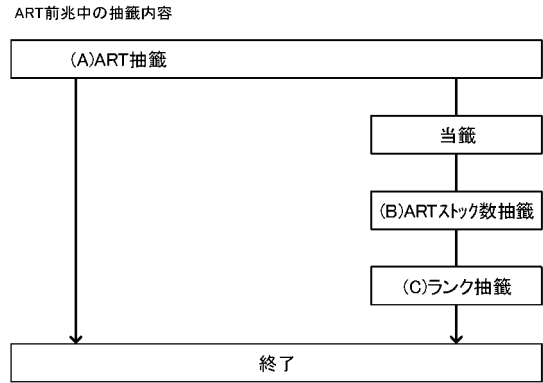 ART前兆中の抽籤内容
(A)ART抽籤
当籤
(B)ARTストック数抽籤
(C)ランク抽籤
終了